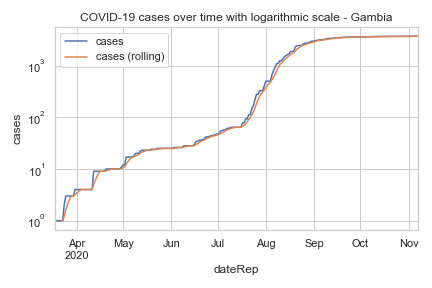 COVID-19 cases over time with logarithmic scale - Gambia
cases
cases (rolling)
10³
10²
10¹
10⁰
cases
Apr May Jun Jul Aug Sep Oct Nov
2020
dateRep